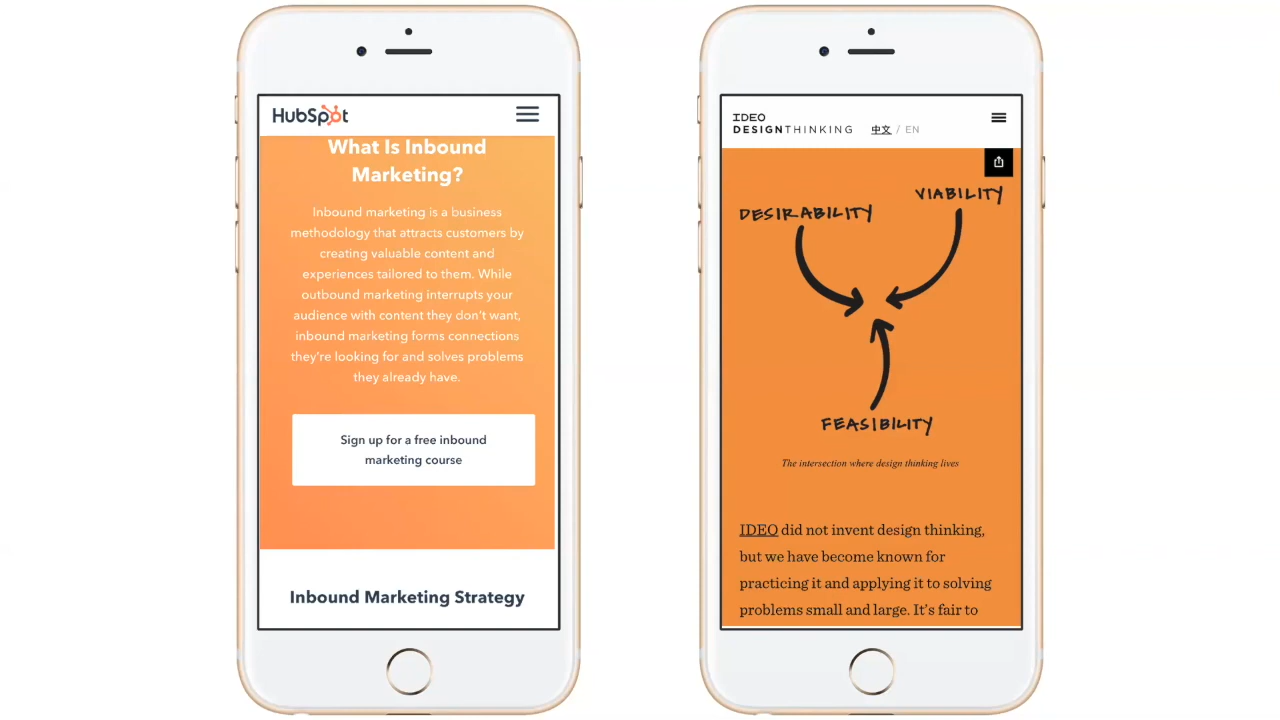 HubSpot
What Is Inbound
Marketing?
Inbound marketing is a business
methodology that attracts customers by
creating valuable content and
experiences tailored to them. While
outbound marketing interrupts your
audience with content they don't want,
inbound marketing forms connections
they're looking for and solves problems
they already have.
Sign up for a free inbound
marketing course
Inbound Marketing Strategy
IDEO
DESIGNTHINKING 中文 / EN
VIABILITY
DESIRABILITY
FEASIBILITY
The intersection where design thinking lives
IDEO did not invent design thinking,
but we have become known for
practicing it and applying it to solving
problems small and large. It's fair to